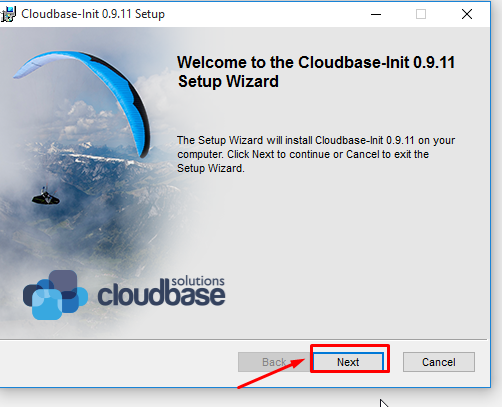 Cloudbase-Init 0.9.11 Setup
Welcome to the Cloudbase-Init 0.9.11
Setup Wizard
The Setup Wizard will install Cloudbase-Init 0.9.11 on your
computer. Click Next to continue or Cancel to exit the
Setup Wizard.
solutions
cloudbase
Back
Next
Cancel